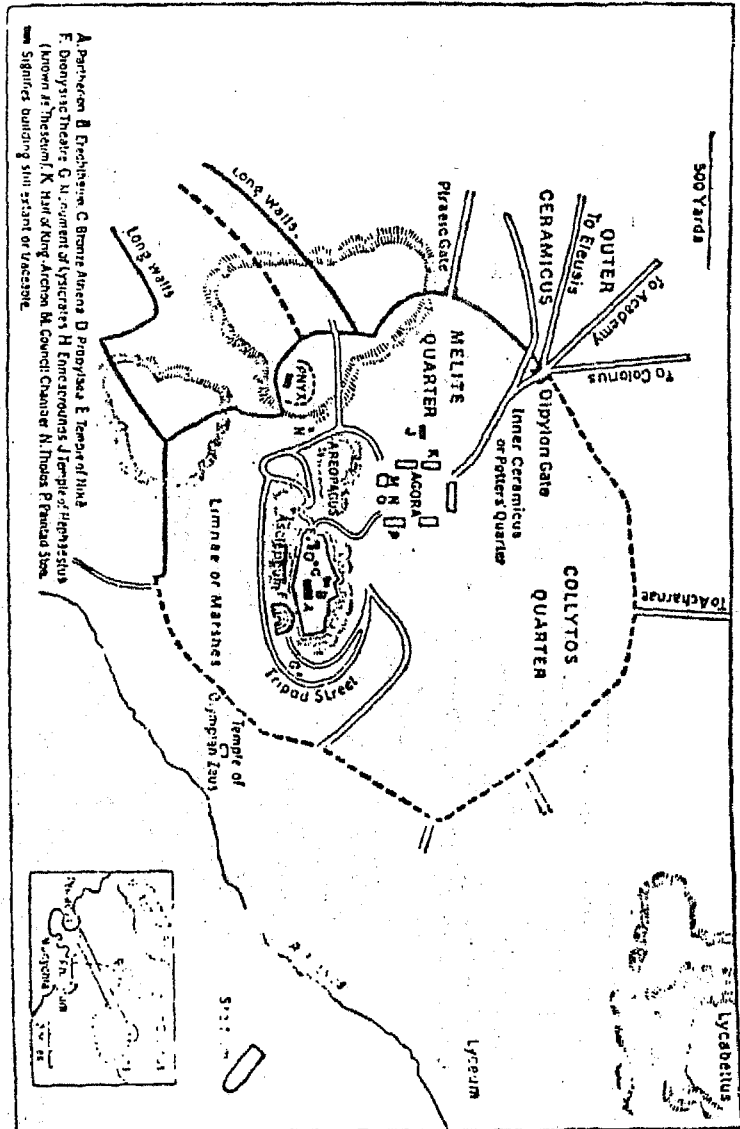 500 Yards
OUTER
CERAMICUS
To Eleusis
To Academy
To Colonus
To Acharnae
Lycabettus
Piraeic Gate
Dipylon Gate
Inner Ceramicus
or Potters' Quarter
MELITE
QUARTER
COLLYTOS
QUARTER
Long Walls
Long Walls
PNYX
H
J
K
AGORA
M
N
O
P
AREOPAGUS
ASCLEPIEUM
E
D
C
B
A
F
G
Tripod Street
Limnae or Marshes
Temple of
Olympian Zeus
Lyceum
A. Parthenon B Erechtheum C Bronze Athena D Propylaea E Temple of Nikè
F. Dionysiac Theatre G Monument of Lysicrates H Enneacrounos J Temple of Hephaestus
(known as Theseum). K Hall of King-Archon M. Council Chamber N. Tholos P. Painted Stoa
Signifies building still extant or traceable